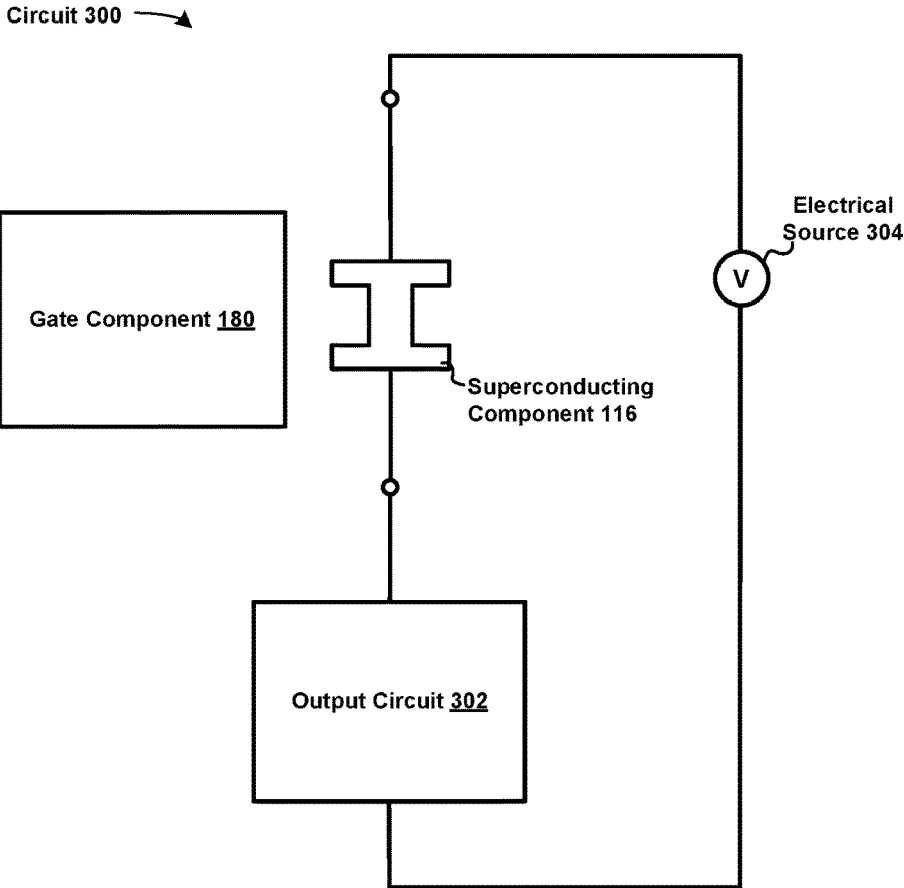 Circuit 300
Electrical
Source 304
V
Gate Component 180
Superconducting
Component 116
Output Circuit 302